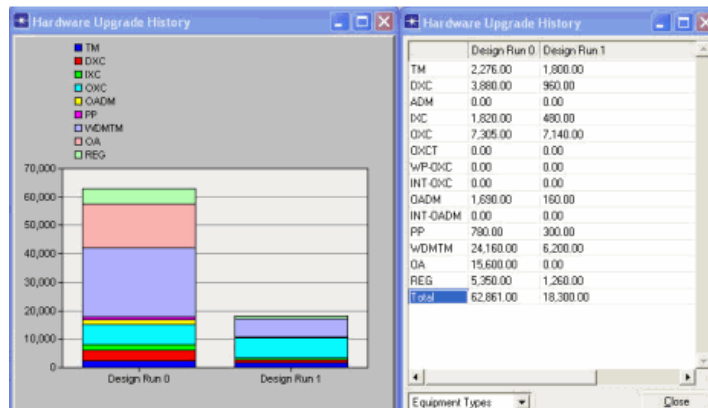 Hardware Upgrade History
TM
DXC
IXC
OXC
OADM
PP
WDMTM
OA
REG
70,000
60,000
50,000
40,000
30,000
20,000
10,000
0
Design Run 0 Design Run 1
Hardware Upgrade History
Design Run 0 Design Run 1
TM 2,276.00 1,800.00
DXC 3,880.00 960.00
ADM 0.00 0.00
IXC 1,820.00 480.00
OXC 7,305.00 7,140.00
OXCT 0.00 0.00
WP-OXC 0.00 0.00
INT-OXC 0.00 0.00
OADM 1,690.00 160.00
INT-OADM 0.00 0.00
PP 780.00 300.00
WDMTM 24,160.00 6,200.00
OA 15,600.00 0.00
REG 5,350.00 1,260.00
Total 62,861.00 18,300.00
Equipment Types Close